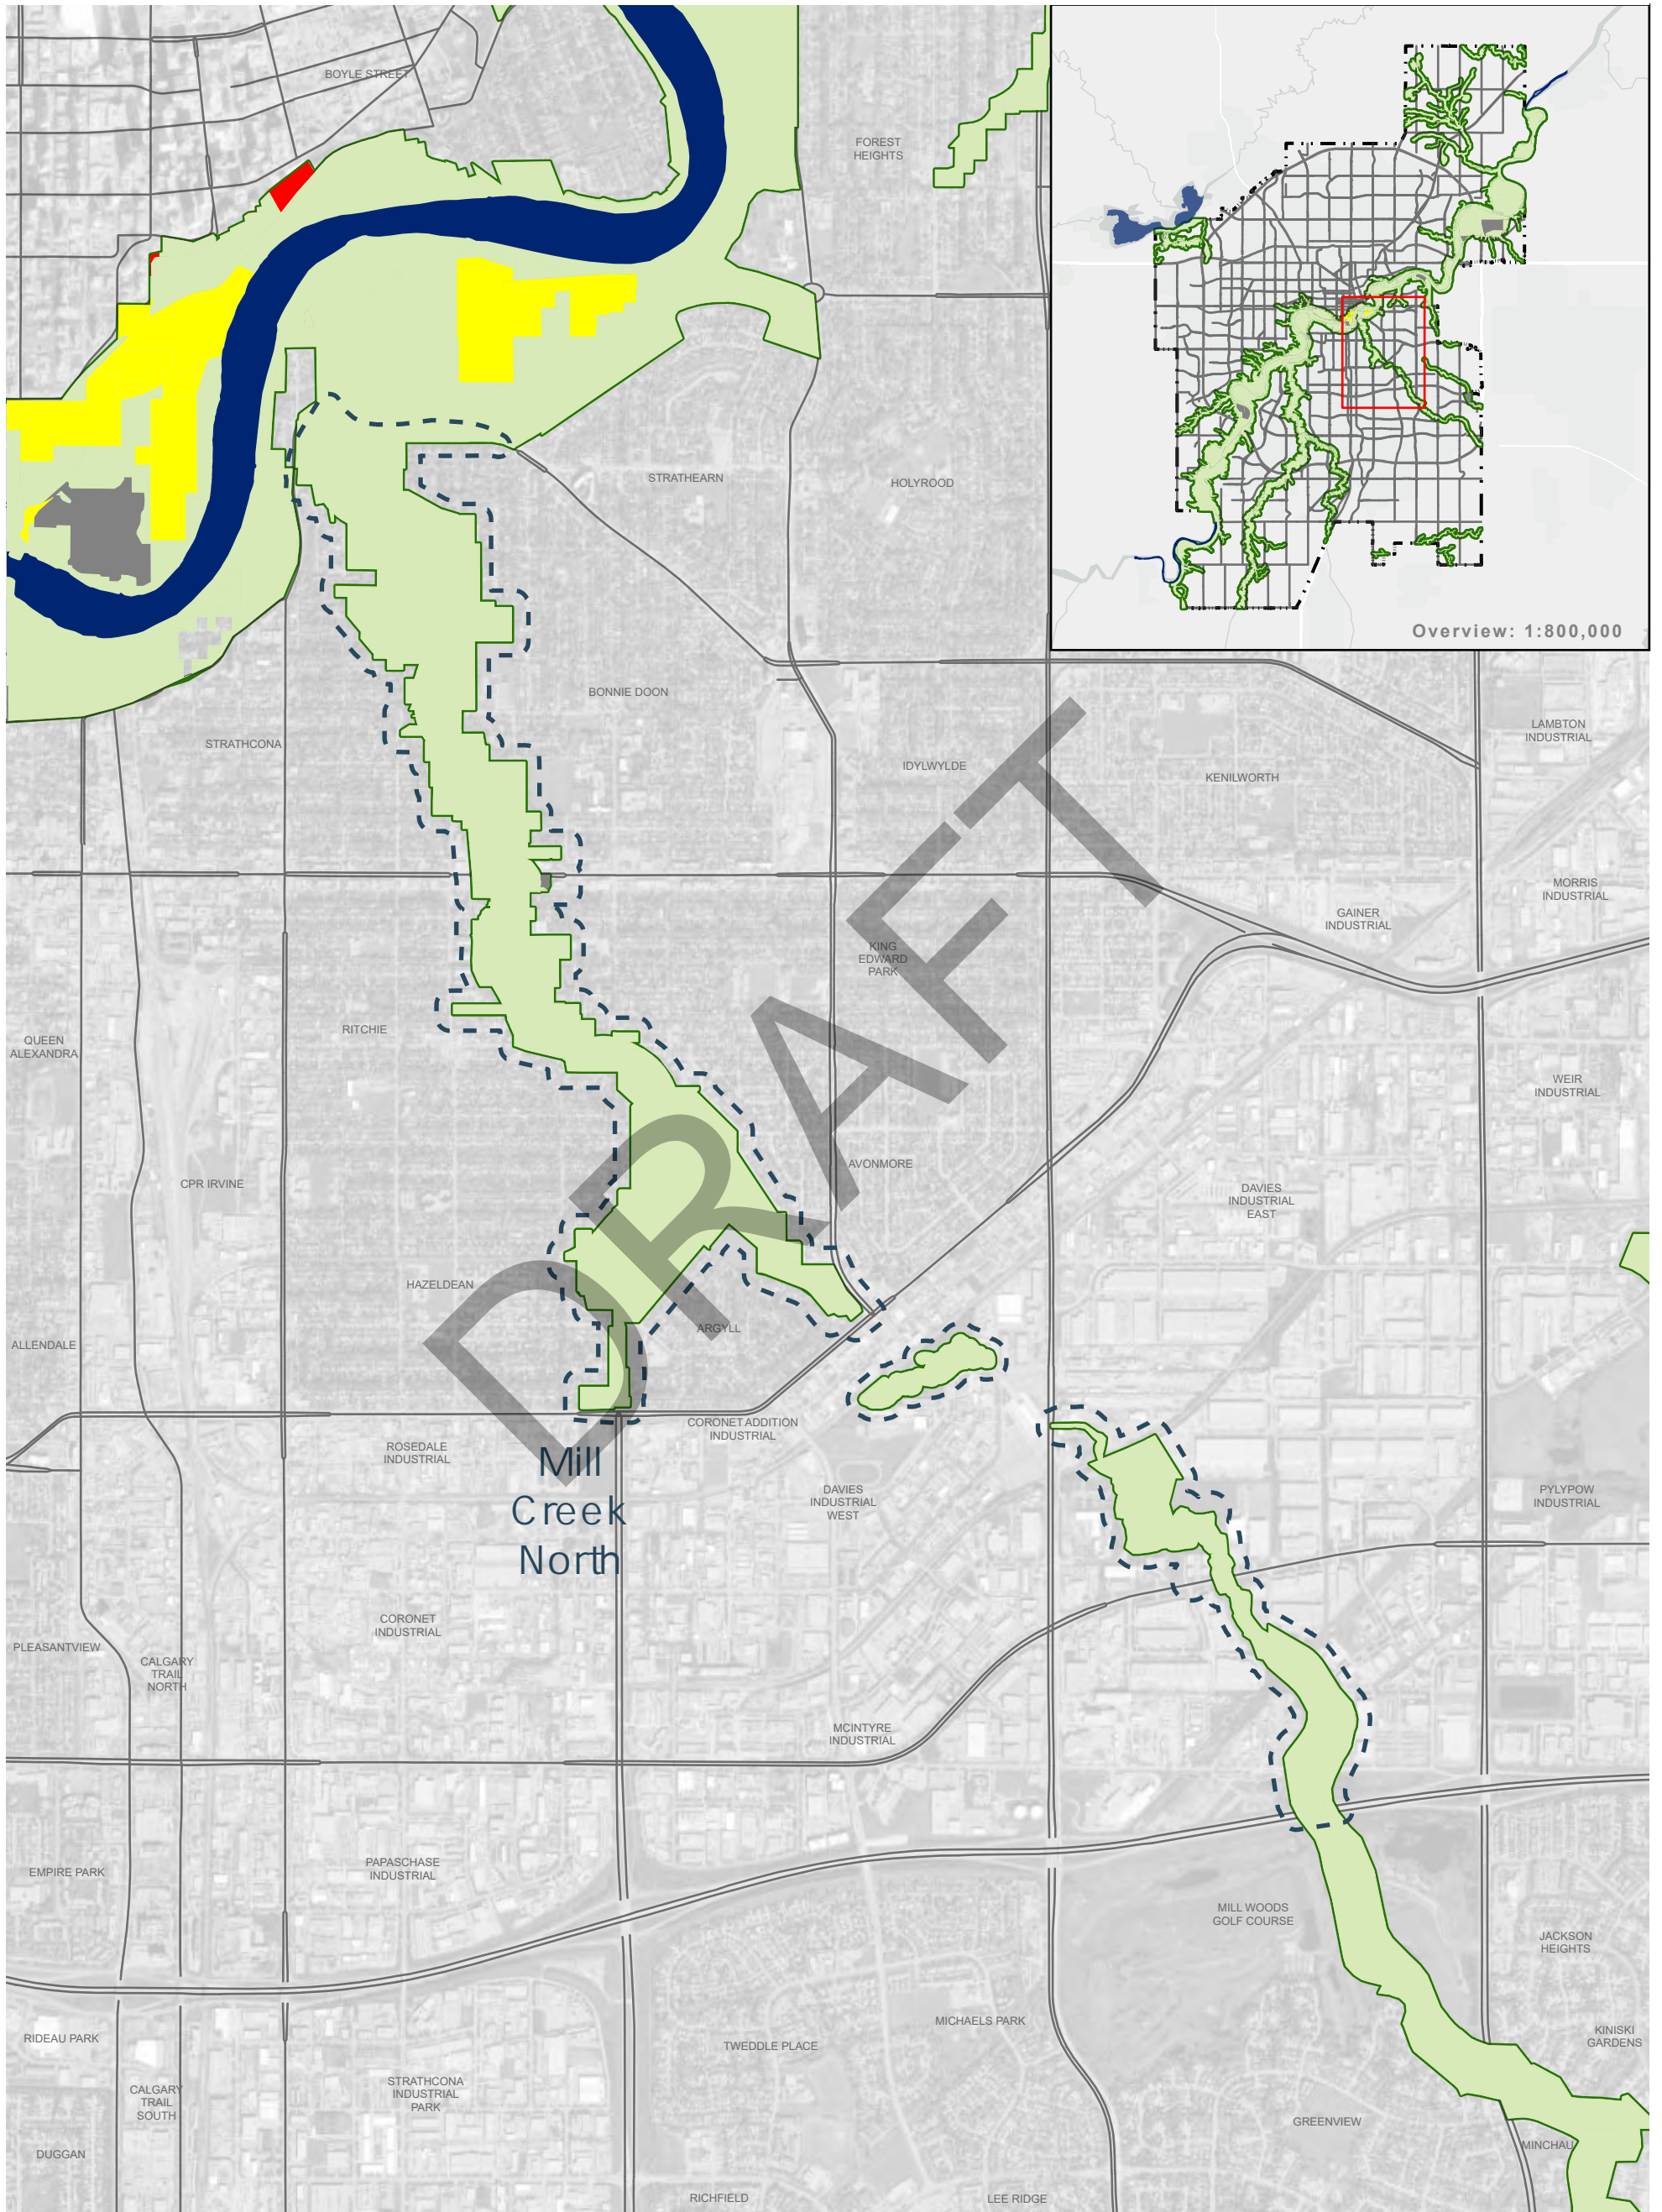 BOYLE STREET
FOREST
HEIGHTS
Overview: 1:800,000
STRATHEARN
HOLYROOD
BONNIE DOON
STRATHCONA
IDYLWYLDE
KENILWORTH
LAMBTON
INDUSTRIAL
MORRIS
INDUSTRIAL
GAINER
INDUSTRIAL
KING
EDWARD
PARK
QUEEN
ALEXANDRA
RITCHIE
WEIR
INDUSTRIAL
AVONMORE
CPR IRVINE
DAVIES
INDUSTRIAL
EAST
HAZELDEAN
ARGYLL
ALLENDALE
DRAFT
CORONET ADDITION
INDUSTRIAL
ROSEDALE
INDUSTRIAL
Mill
Creek
North
DAVIES
INDUSTRIAL
WEST
PYLYPOW
INDUSTRIAL
CORONET
INDUSTRIAL
PLEASANTVIEW
CALGARY
TRAIL
NORTH
MCINTYRE
INDUSTRIAL
EMPIRE PARK
PAPASCHASE
INDUSTRIAL
MILL WOODS
GOLF COURSE
JACKSON
HEIGHTS
RIDEAU PARK
MICHAELS PARK
TWEDDLE PLACE
KINISKI
GARDENS
CALGARY
TRAIL
SOUTH
STRATHCONA
INDUSTRIAL
PARK
GREENVIEW
MINCHAU
DUGGAN
RICHFIELD
LEE RIDGE